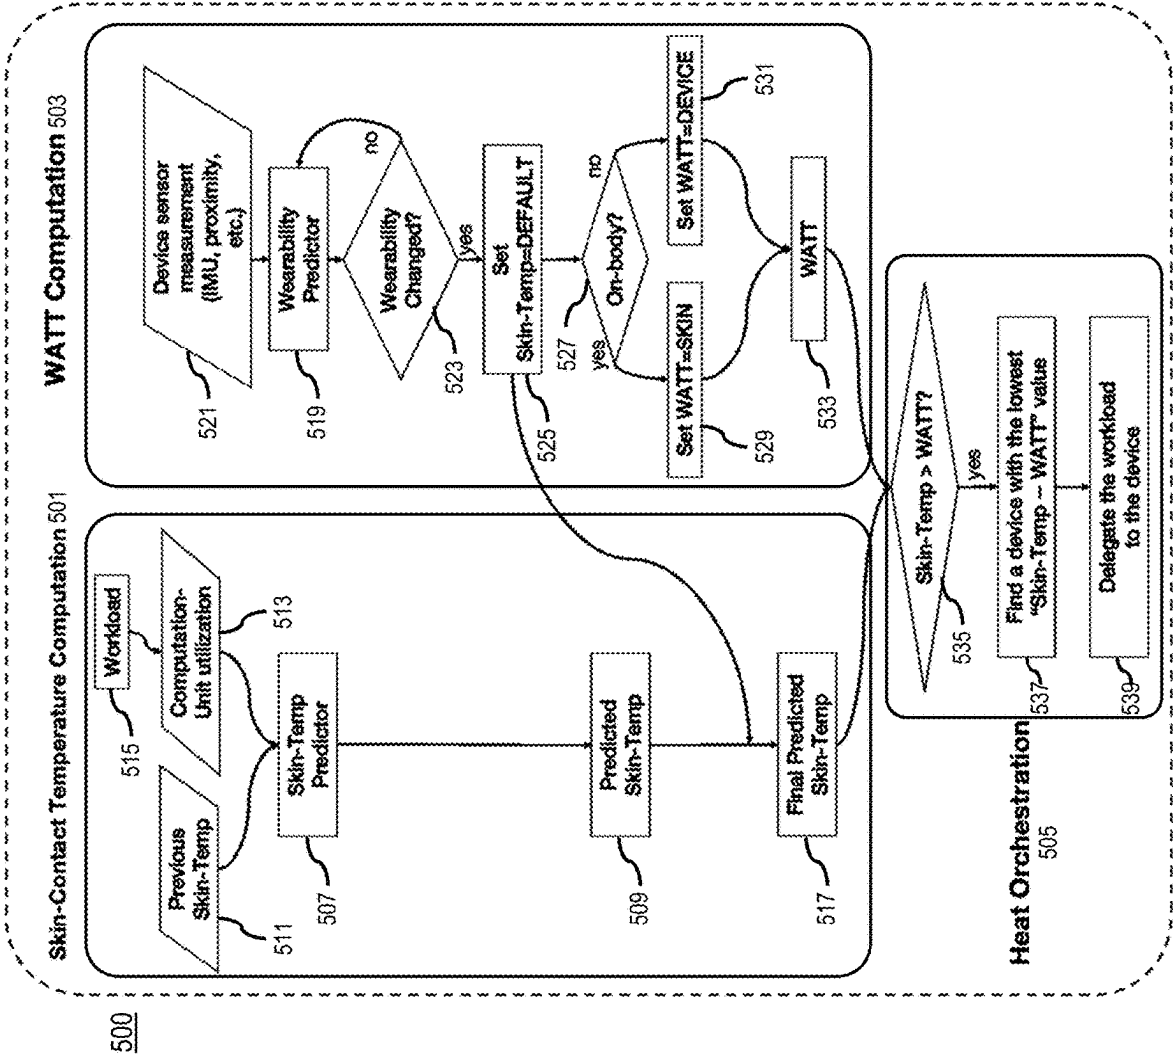 500
Skin-Contact Temperature Computation 501
515
Workload
Previous
Skin-Temp
511
Computation-
Unit utilization
513
Skin-Temp
Predictor
507
Predicted
Skin-Temp
509
Final Predicted
Skin-Temp
517
WATT Computation 503
Device sensor
measurement
(IMU, proximity,
etc.)
521
Wearability
Predictor
519
no
Wearability
Changed?
523
yes
Set
Skin-Temp=DEFAULT
525
527
On-body?
yes
no
Set WATT=SKIN
529
Set WATT=DEVICE
531
WATT
533
Heat Orchestration
505
Skin-Temp > WATT?
535
yes
Find a device with the lowest
"Skin-Temp -- WATT" value
537
Delegate the workload
to the device
539